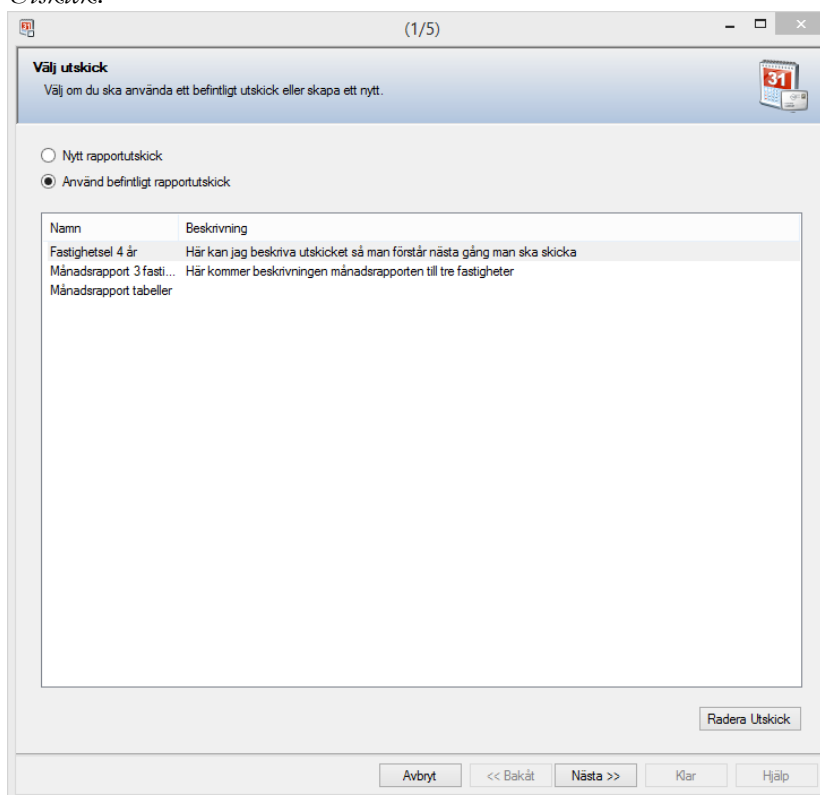 Utskick.
(1/5)
Välj utskick
Välj om du ska använda ett befintligt utskick eller skapa ett nytt.
31
Nytt rapportutskick
Använd befintligt rapportutskick
Namn Beskrivning
Fastighetsel 4 år Här kan jag beskriva utskicket så man förstår nästa gång man ska skicka
Månadsrapport 3 fasti... Här kommer beskrivningen månadsrapporten till tre fastigheter
Månadsrapport tabeller
Radera Utskick
Avbryt << Bakåt Nästa >> Klar Hjälp